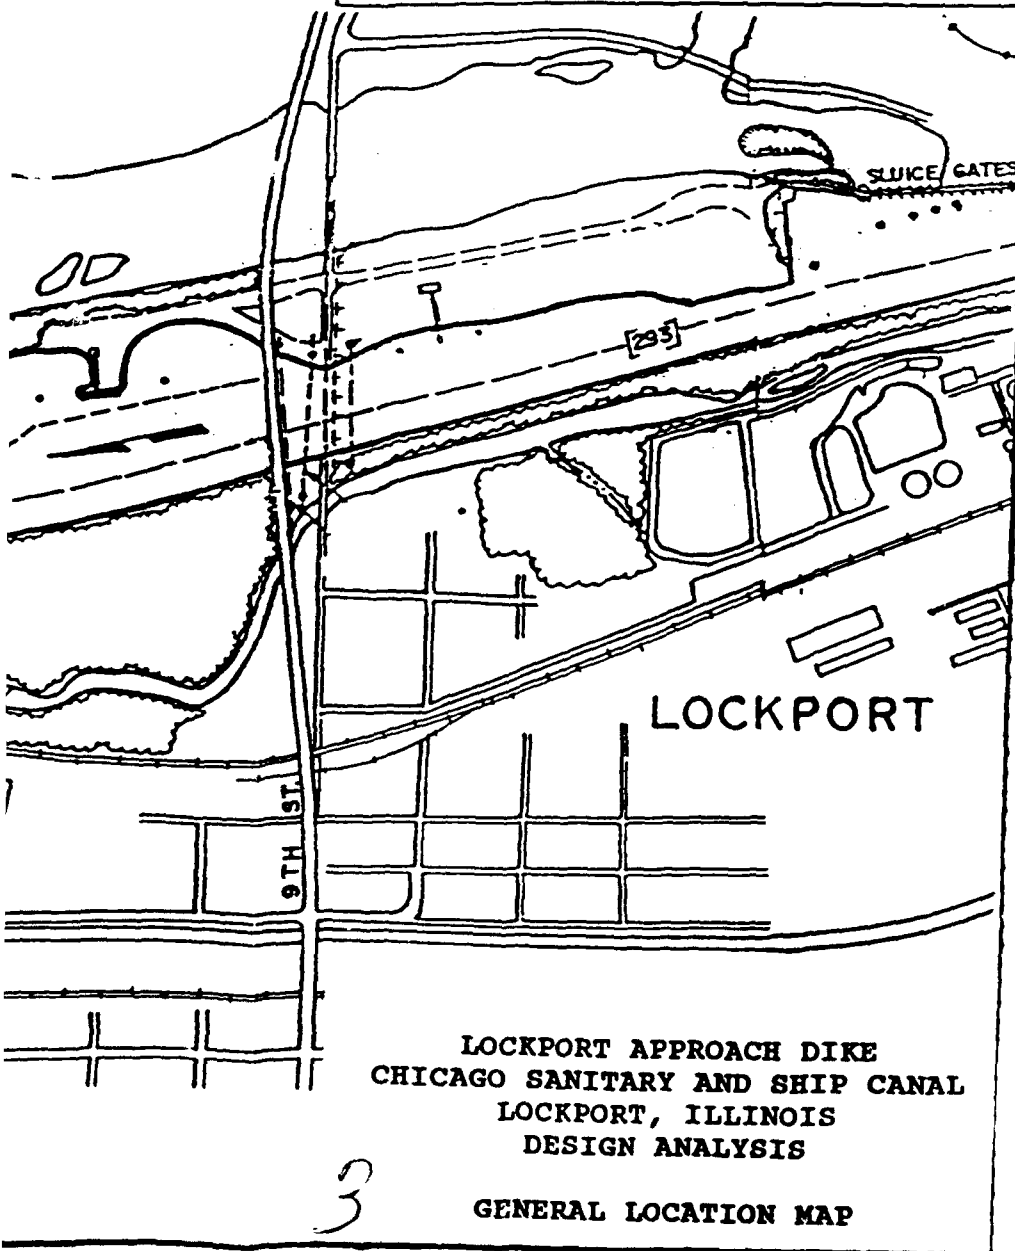 SLUICE GATES
[293]
LOCKPORT
9TH ST.
LOCKPORT APPROACH DIKE
CHICAGO SANITARY AND SHIP CANAL
LOCKPORT, ILLINOIS
DESIGN ANALYSIS
GENERAL LOCATION MAP
3